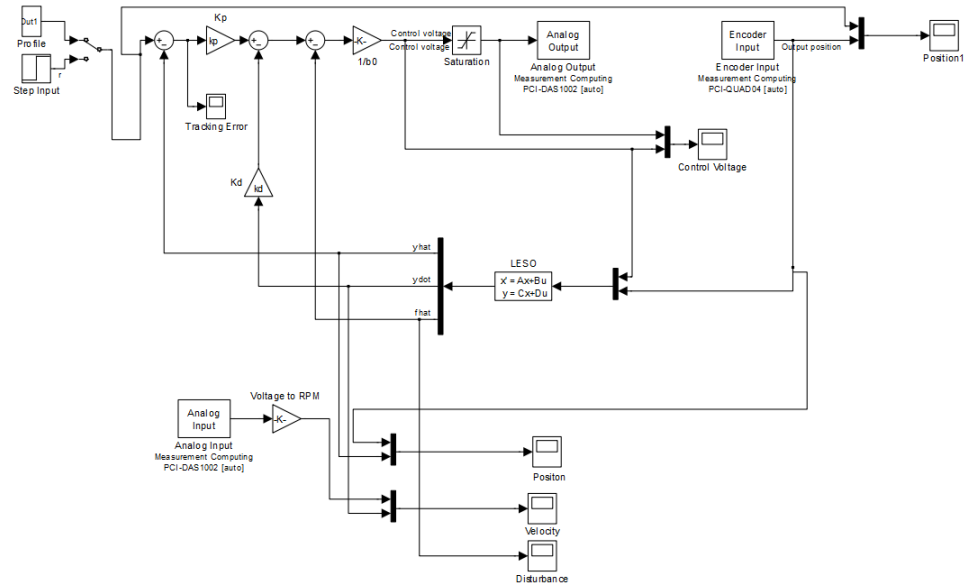 Out1
Profile
r
Step Input
Kp
kp
Tracking Error
Kd
kd
-K-
1/b0
Control voltage
Control voltage
Saturation
Analog
Output
Analog Output
Measurement Computing
PCI-DAS1002 [auto]
Encoder
Input
Encoder Input
Measurement Computing
PCI-QUAD04 [auto]
Output position
Position1
Control Voltage
yhat
ydot
fhat
LESO
x' = Ax+Bu
y = Cx+Du
Voltage to RPM
Analog
Input
-K-
Analog Input
Measurement Computing
PCI-DAS1002 [auto]
Positon
Velocity
Disturbance